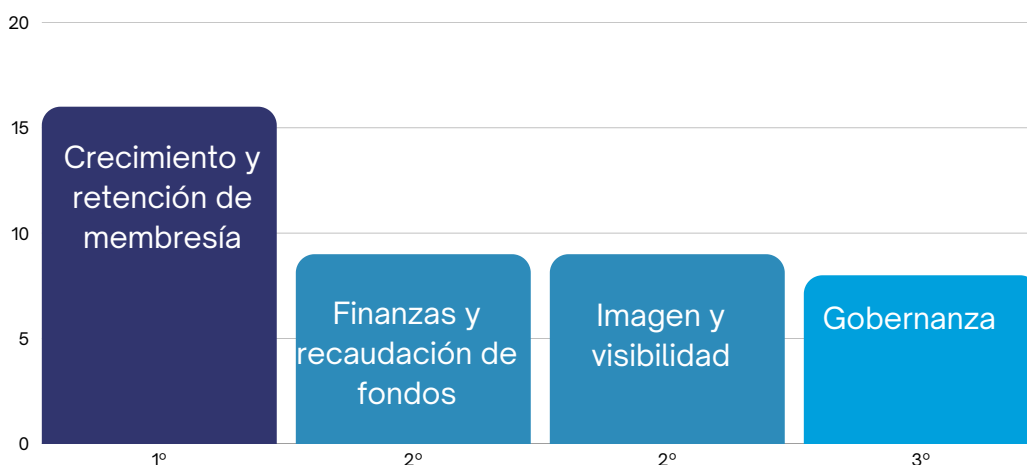 20
15
10
5
0
Crecimiento y
retención de
membresía
Finanzas y
recaudación de
fondos
Imagen y
visibilidad
Gobernanza
1º
2º
2º
3º